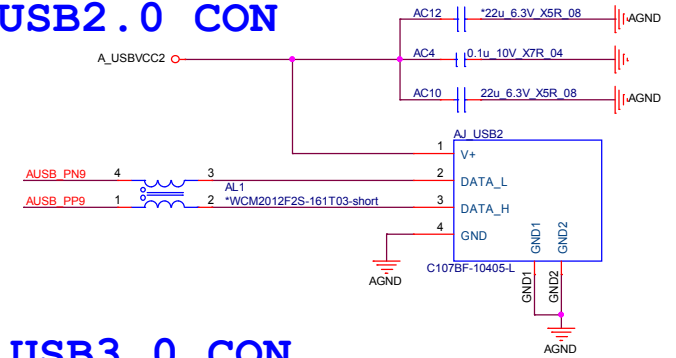 USB2.0 CON
AC12 *22u_6.3V_X5R_08 AGND
A_USBVCC2 AC4 0.1u_10V_X7R_04
AC10 22u_6.3V_X5R_08 AGND
AJ_USB2
1 V+
AUSB_PN9 4 3 2 DATA_L
AL1
AUSB_PP9 1 2 *WCM2012F2S-161T03-short 3 DATA_H
4 GND
GND1 GND2
C107BF-10405-L
AGND
GND1 GND2
AGND
USB3.0 CON